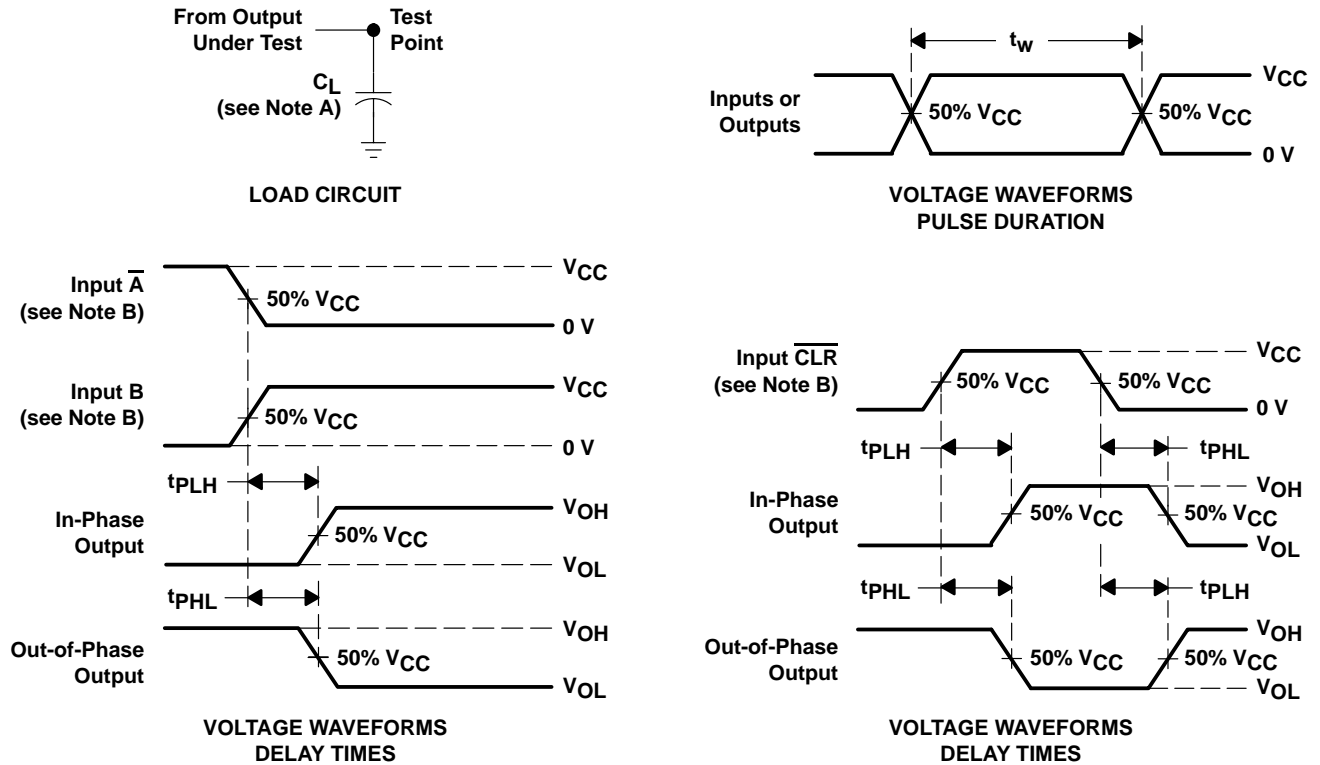 From Output
Under Test
Test
Point
CL
(see Note A)
LOAD CIRCUIT
tw
Inputs or
Outputs
50% VCC
50% VCC
VCC
0 V
VOLTAGE WAVEFORMS
PULSE DURATION
Input A̅
(see Note B)
50% VCC
VCC
0 V
Input B
(see Note B)
50% VCC
VCC
0 V
tPLH
In-Phase
Output
50% VCC
VOH
VOL
tPHL
Out-of-Phase
Output
50% VCC
VOH
VOL
VOLTAGE WAVEFORMS
DELAY TIMES
Input C̅L̅R̅
(see Note B)
50% VCC
50% VCC
VCC
0 V
tPLH
tPHL
In-Phase
Output
50% VCC
50% VCC
VOH
VOL
tPHL
tPLH
Out-of-Phase
Output
50% VCC
50% VCC
VOH
VOL
VOLTAGE WAVEFORMS
DELAY TIMES